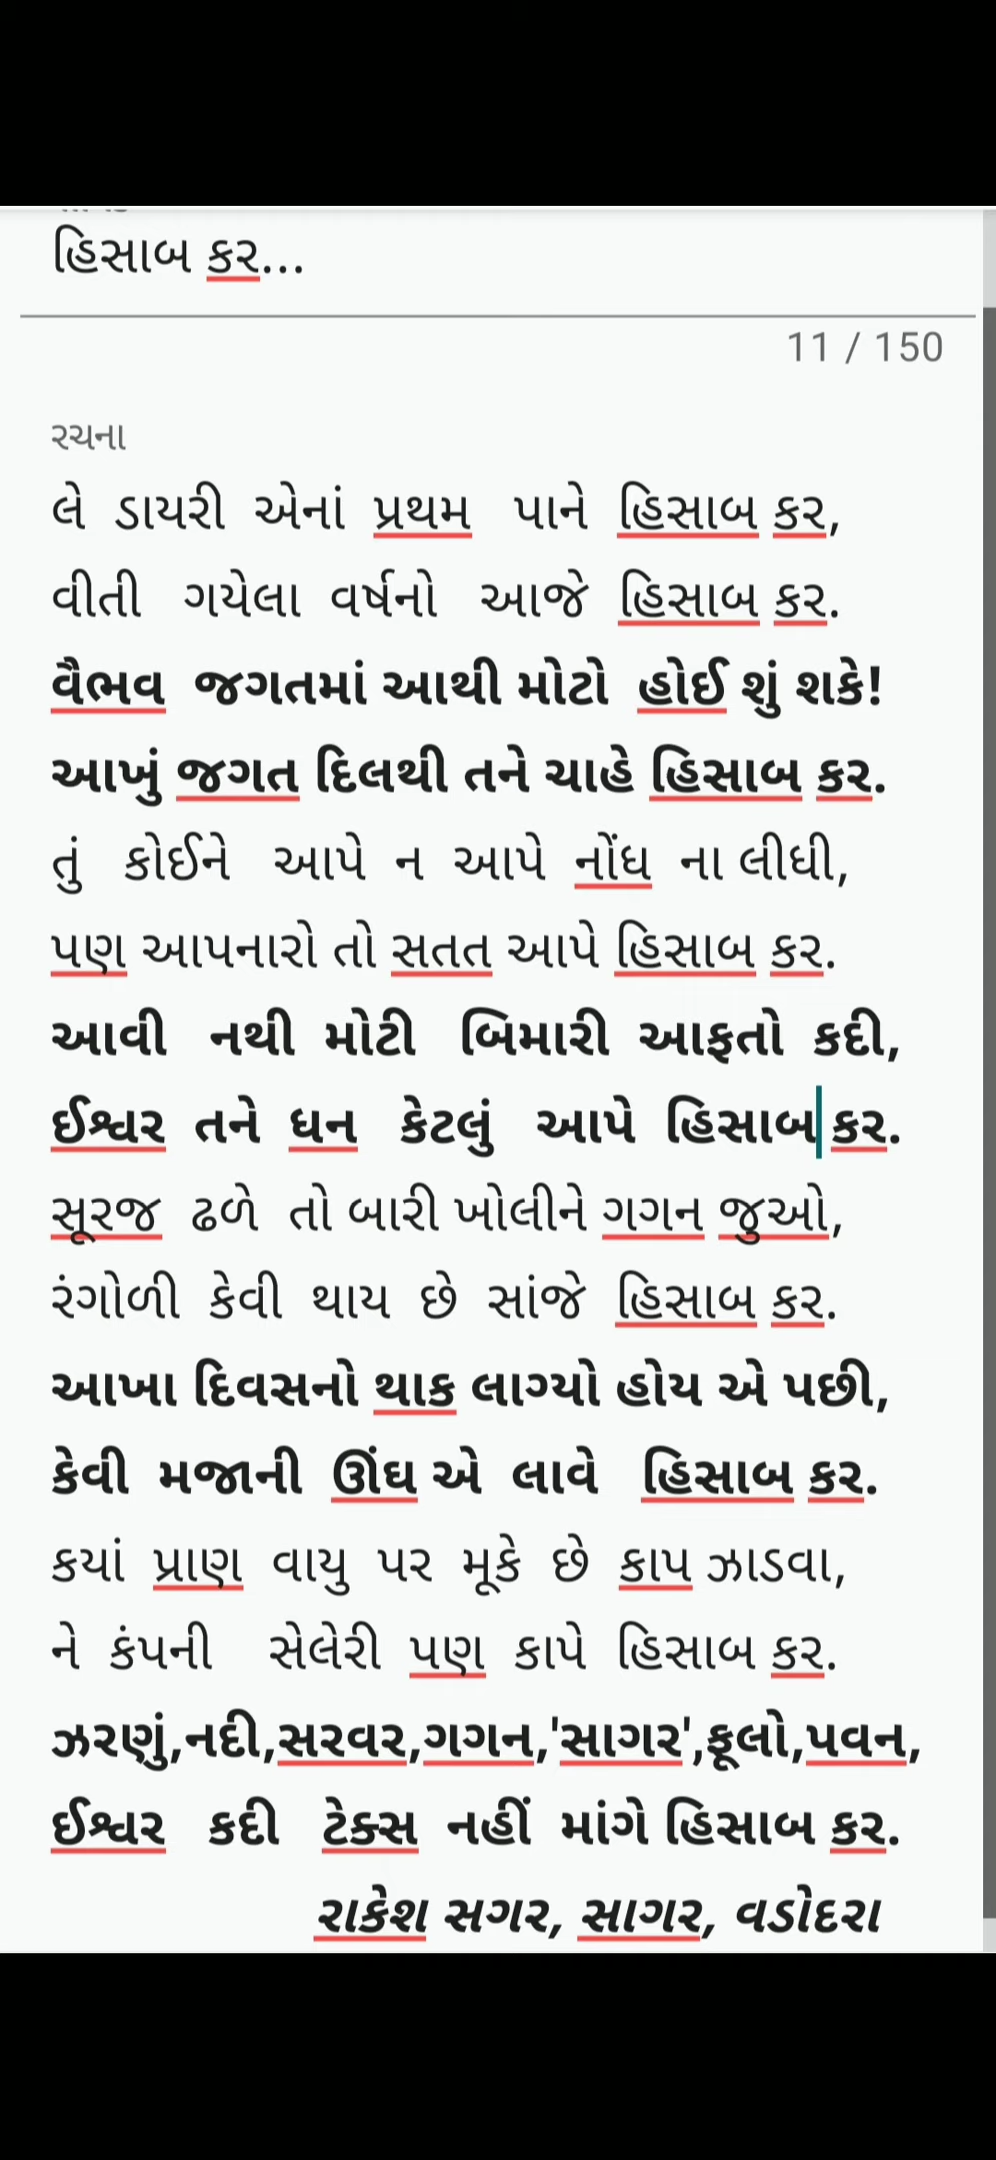 હિસાબ કર...
11 / 150
રચના
લે ડાયરી એનાં પ્રથમ પાને હિસાબ કર,
વીતી ગયેલા વર્ષનો આજે હિસાબ કર.
વૈભવ જગતમાં આથી મોટો હોઈ શું શકે!
આખું જગત દિલથી તને ચાહે હિસાબ કર.
તું કોઈને આપે ન આપે નોંધ ના લીધી,
પણ આપનારો તો સતત આપે હિસાબ કર.
આવી નથી મોટી બિમારી આફતો કદી,
ઈશ્વર તને ધન કેટલું આપે હિસાબ કર.
સૂરજ ઢળે તો બારી ખોલીને ગગન જુઓ,
રંગોળી કેવી થાય છે સાંજે હિસાબ કર.
આખા દિવસનો થાક લાગ્યો હોય એ પછી,
કેવી મજાની ઊંઘ એ લાવે હિસાબ કર.
કયાં પ્રાણ વાયુ પર મૂકે છે કાપ ઝાડવા,
ને કંપની સેલેરી પણ કાપે હિસાબ કર.
ઝરણું,નદી,સરવર,ગગન,'સાગર',ફૂલો,પવન,
ઈશ્વર કદી ટેક્સ નહીં માંગે હિસાબ કર.
રાકેશ સગર, સાગર, વડોદરા